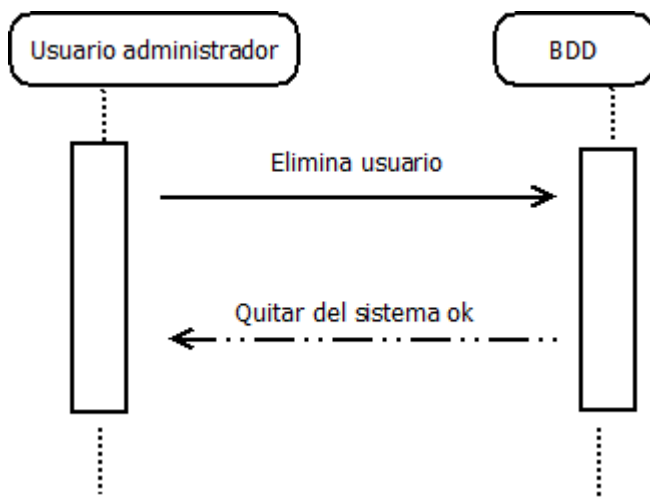 Usuario administrador
BDD
Elimina usuario
Quitar del sistema ok